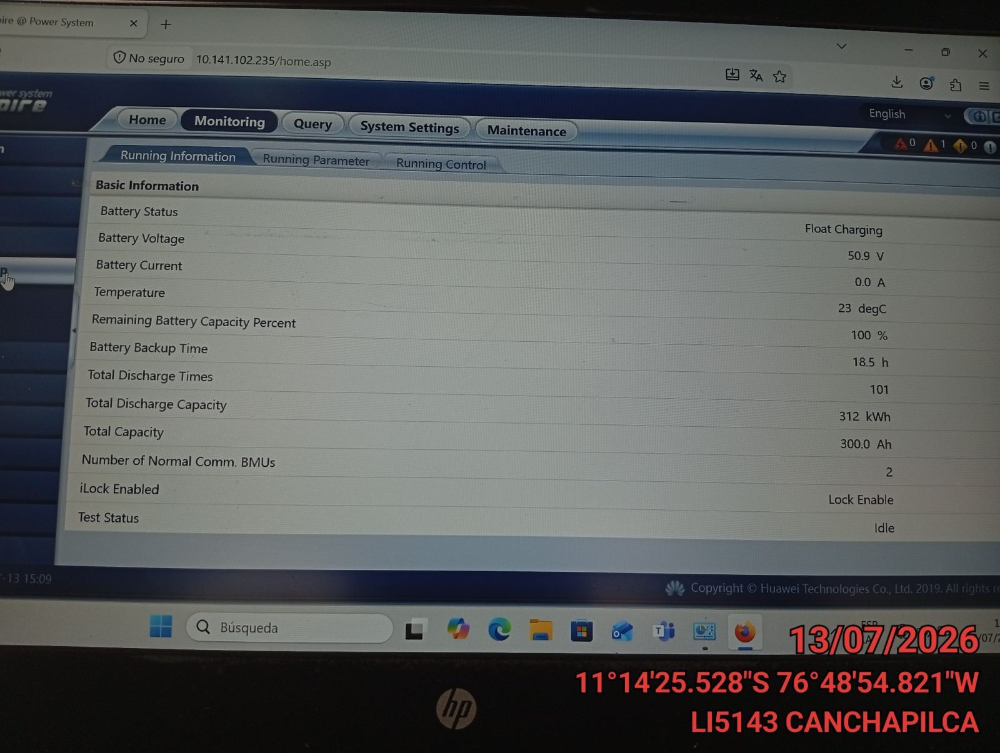 ire @ Power System
No seguro 10.141.102.235/home.asp
wer system
English
Home Monitoring Query System Settings Maintenance
0 1 0
Running Information Running Parameter Running Control
Basic Information
Battery Status Float Charging
Battery Voltage 50.9 V
Battery Current 0.0 A
Temperature 23 degC
Remaining Battery Capacity Percent 100 %
Battery Backup Time 18.5 h
Total Discharge Times 101
Total Discharge Capacity 312 kWh
Total Capacity 300.0 Ah
Number of Normal Comm. BMUs 2
iLock Enabled Lock Enable
Test Status Idle
-13 15:09
Copyright © Huawei Technologies Co., Ltd. 2019. All rights re
Búsqueda
13/07/2026
11°14'25.528"S 76°48'54.821"W
LI5143 CANCHAPILCA
hp